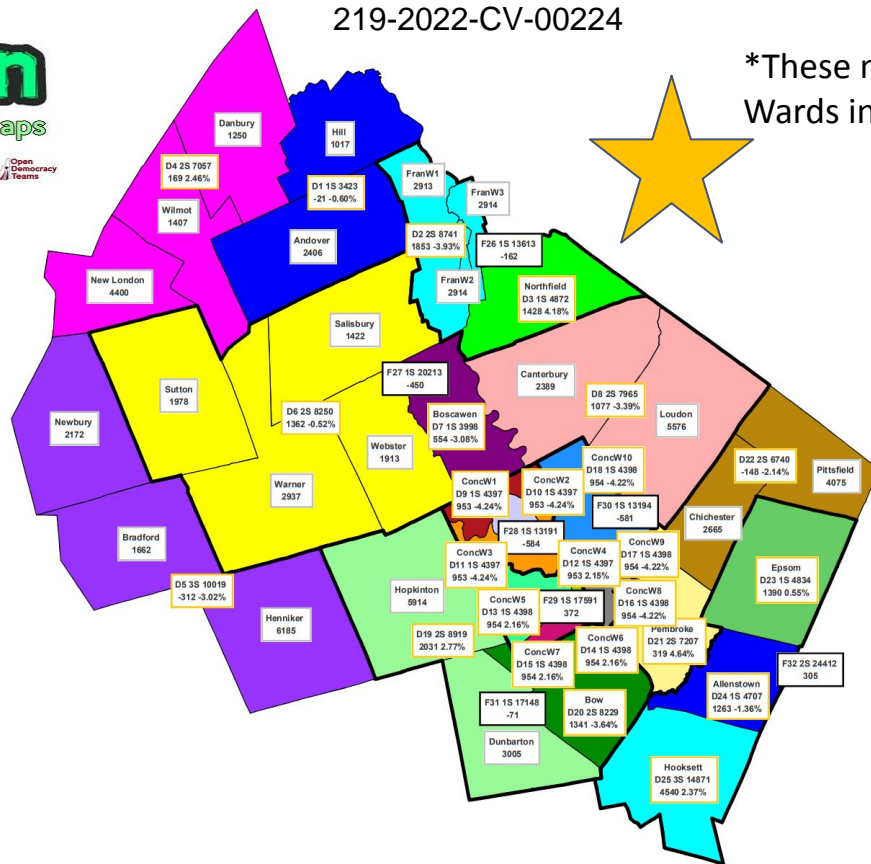 219-2022-CV-00224
*These
Wards in
aps
Open
Democracy
Teams
Danbury
1250
Hill
1017
D4 2S 7057
169 2.46%
D1 1S 3423
-21 -0.60%
FranW1
2913
FranW3
2914
Wilmot
1407
Andover
2406
D2 2S 8741
1853 -3.93%
F26 1S 13613
-162
New London
4400
FranW2
2914
Northfield
D3 1S 4872
1428 4.18%
Salisbury
1422
F27 1S 20213
-450
Canterbury
2389
Sutton
1978
D6 2S 8250
1362 -0.52%
Boscawen
D7 1S 3998
554 -3.08%
D8 2S 7965
1077 -3.39%
Loudon
5576
Newbury
2172
Webster
1913
ConcW10
D18 1S 4398
954 -4.22%
D22 2S 6740
-148 -2.14%
Pittsfield
4075
Warner
2937
ConcW1
D9 1S 4397
953 -4.24%
ConcW2
D10 1S 4397
953 -4.24%
F30 1S 13194
-581
Chichester
2665
Bradford
1662
F28 1S 13191
-584
ConcW3
D11 1S 4397
953 -4.24%
ConcW4
D12 1S 4397
953 2.15%
ConcW9
D17 1S 4398
954 -4.22%
Epsom
D23 1S 4834
1390 0.55%
D5 3S 10019
-312 -3.02%
Hopkinton
5914
ConcW5
D13 1S 4398
954 2.16%
F29 1S 17591
372
ConcW8
D16 1S 4398
954 -4.22%
Henniker
6185
D19 2S 8919
2031 2.77%
ConcW7
D15 1S 4398
954 2.16%
ConcW6
D14 1S 4398
954 2.16%
Pembroke
D21 2S 7207
319 4.64%
F32 2S 24412
305
F31 1S 17148
-71
Bow
D20 2S 8229
1341 -3.64%
Allenstown
D24 1S 4707
1263 -1.36%
Dunbarton
3005
Hooksett
D25 3S 14871
4540 2.37%